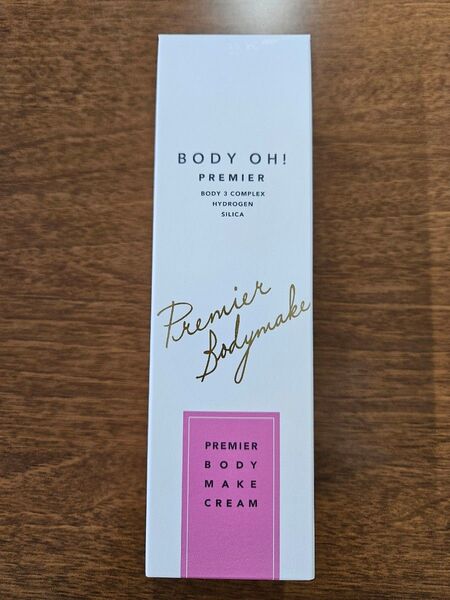 BODY OH!
PREMIER
BODY 3 COMPLEX
HYDROGEN
SILICA
Premier
Bodymake
PREMIER
BODY
MAKE
CREAM